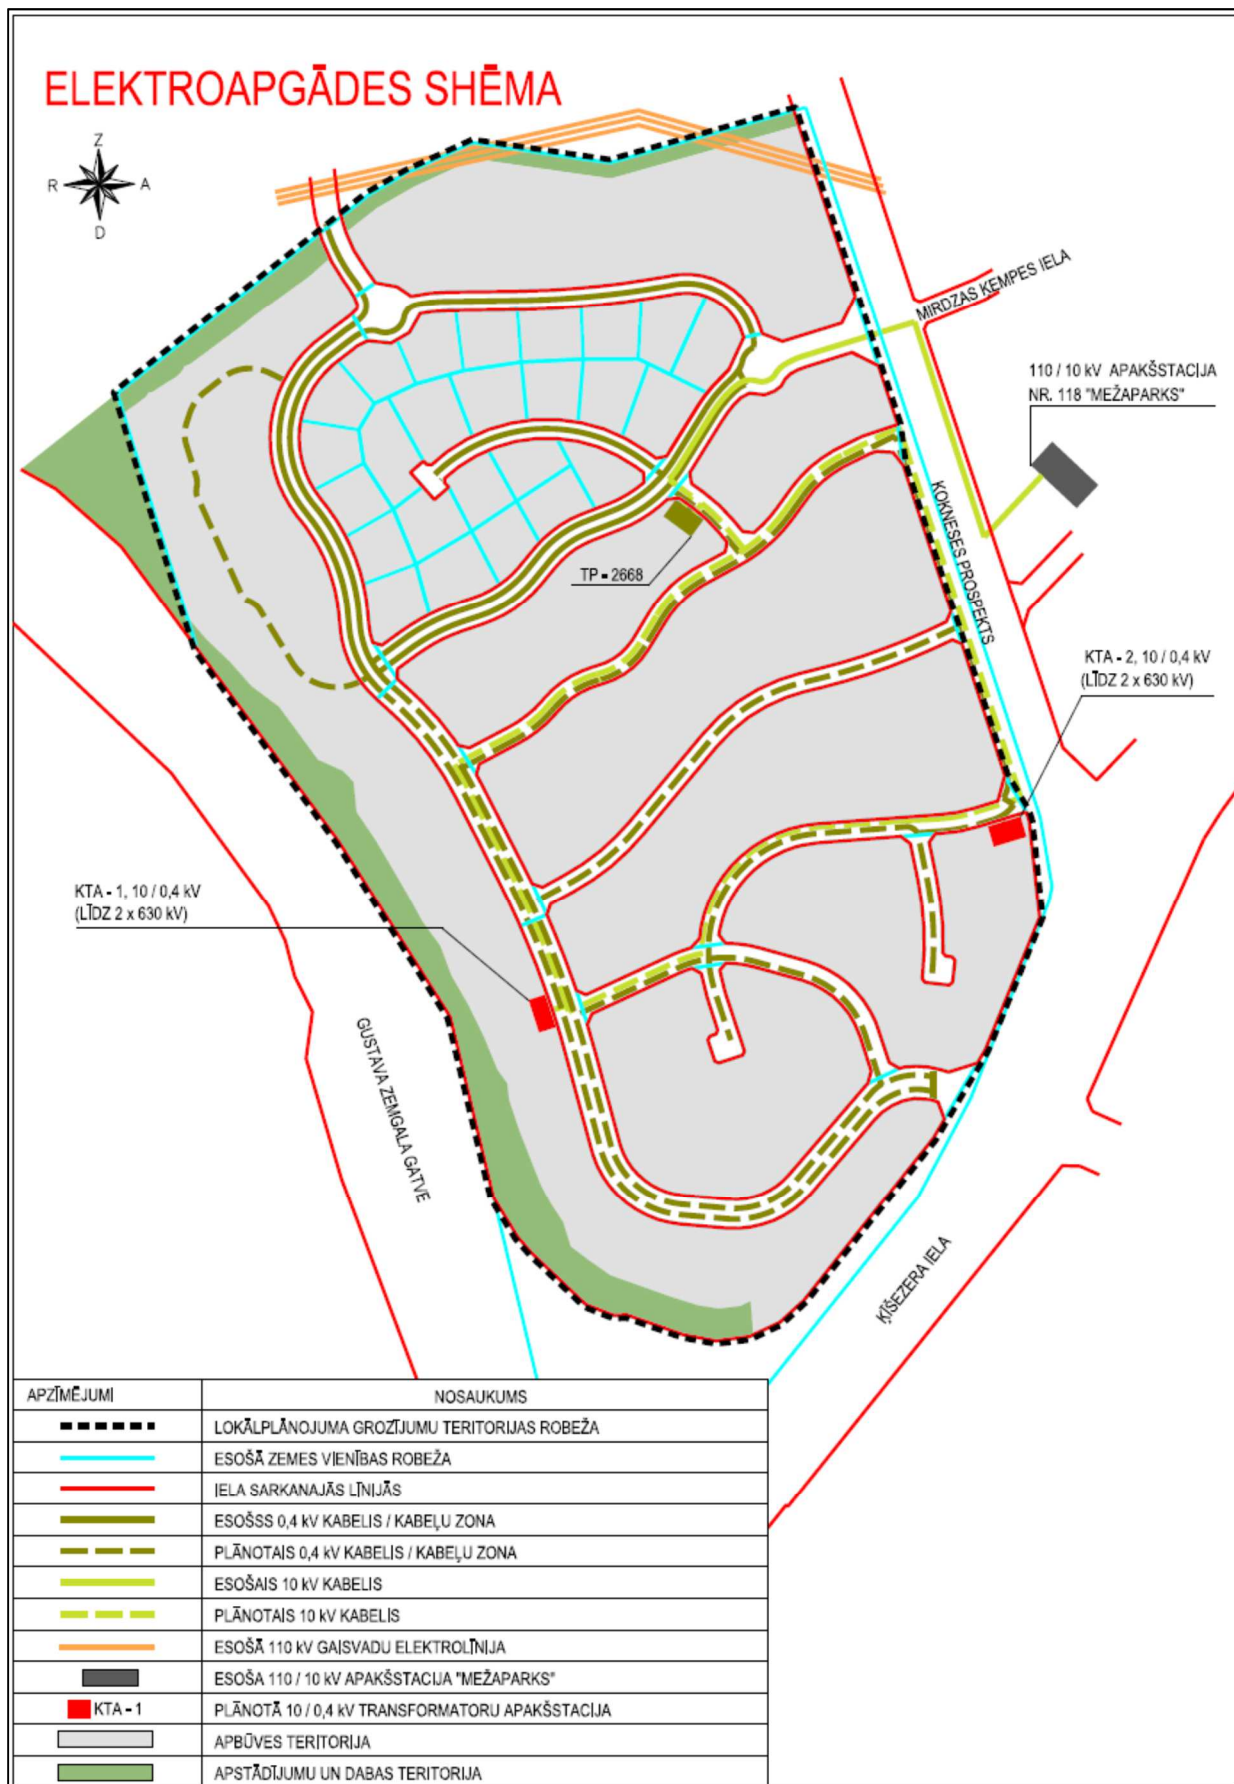 ELEKTROAPGĀDES SHĒMA
Z
R
A
D
MIRDZAS ĶEMPES IELA
110 / 10 kV APAKŠSTACIJA
NR. 118 "MEŽAPARKS"
KOKNESES PROSPEKTS
TP - 2668
KTA - 2, 10 / 0,4 kV
(LĪDZ 2 x 630 kV)
KTA - 1, 10 / 0,4 kV
(LĪDZ 2 x 630 kV)
GUSTAVA ZEMGALA GATVE
ĶĪŠEZERA IELA
APZĪMĒJUMI NOSAUKUMS
LOKĀLPLĀNOJUMA GROZĪJUMU TERITORIJAS ROBEŽA
ESOŠĀ ZEMES VIENĪBAS ROBEŽA
IELA SARKANAJĀS LĪNIJĀS
ESOŠSS 0,4 kV KABELIS / KABEĻU ZONA
PLĀNOTAIS 0,4 kV KABELIS / KABEĻU ZONA
ESOŠAIS 10 kV KABELIS
PLĀNOTAIS 10 kV KABELIS
ESOŠĀ 110 kV GAISVADU ELEKTROLĪNIJA
ESOŠA 110 / 10 kV APAKŠSTACIJA "MEŽAPARKS"
KTA - 1 PLĀNOTĀ 10 / 0,4 kV TRANSFORMATORU APAKŠSTACIJA
APBŪVES TERITORIJA
APSTĀDĪJUMU UN DABAS TERITORIJA